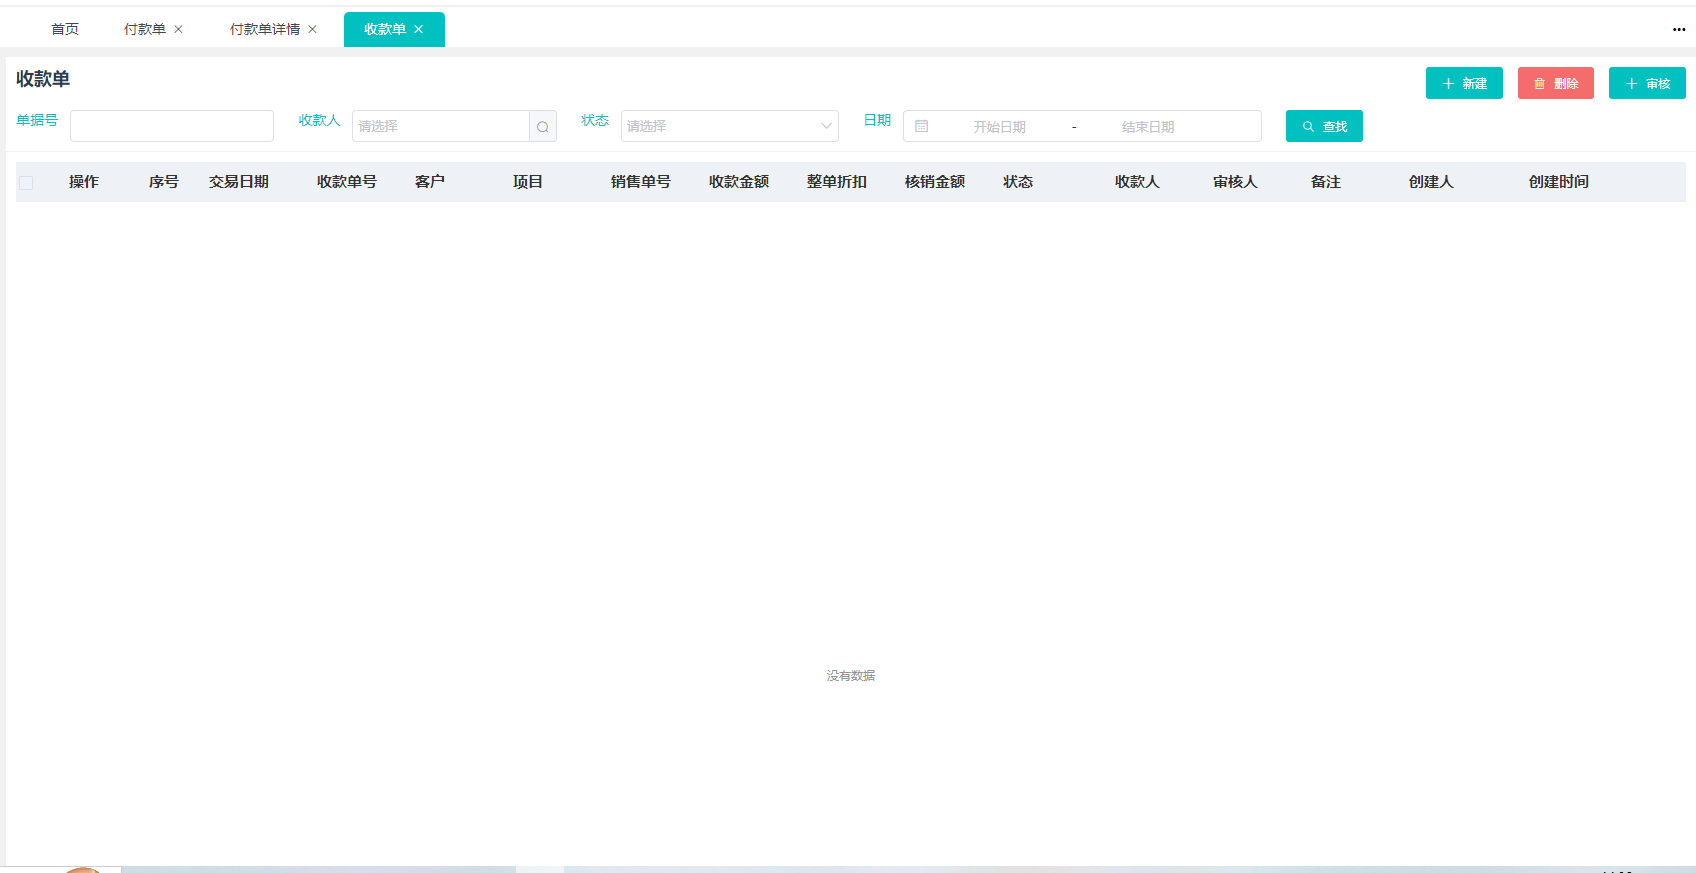 首页 付款单 付款单详情 收款单
收款单 新建 删除 审核
单据号 收款人 请选择 状态 请选择 日期 开始日期 - 结束日期 查找
操作 序号 交易日期 收款单号 客户 项目 销售单号 收款金额 整单折扣 核销金额 状态 收款人 审核人 备注 创建人 创建时间
没有数据